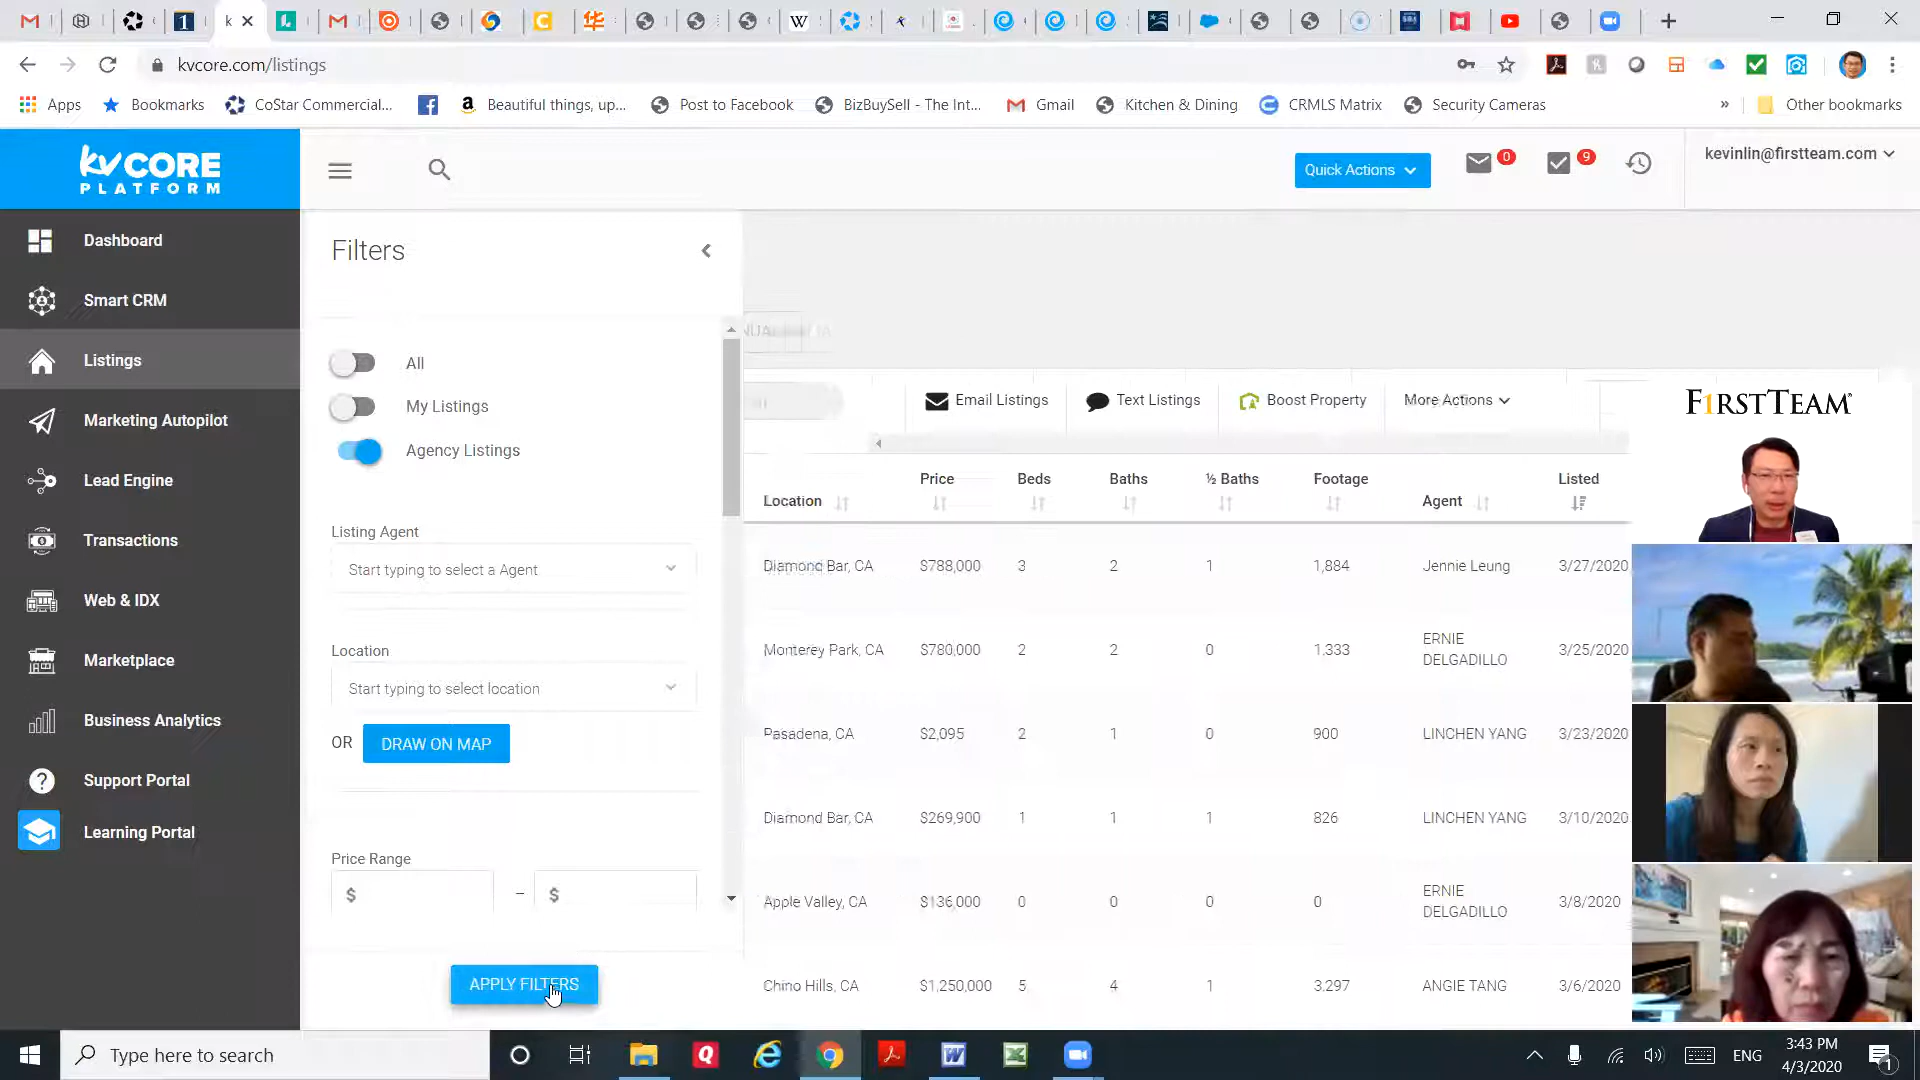 kvcore.com/listings
Apps
Bookmarks
CoStar Commercial...
Beautiful things, up...
Post to Facebook
BizBuySell - The Int...
Gmail
Kitchen & Dining
CRMLS Matrix
Security Cameras
»
Other bookmarks
kvCORE
PLATFORM
Quick Actions
0
9
kevinlin@firstteam.com
Dashboard
Smart CRM
Listings
Marketing Autopilot
Lead Engine
Transactions
Web & IDX
Marketplace
Business Analytics
Support Portal
Learning Portal
Filters
All
My Listings
Agency Listings
Listing Agent
Start typing to select a Agent
Location
Start typing to select location
OR
DRAW ON MAP
Price Range
$ – $
APPLY FILTERS
Email Listings
Text Listings
Boost Property
More Actions
Location Price Beds Baths ½ Baths Footage Agent Listed
Diamond Bar, CA $788,000 3 2 1 1,884 Jennie Leung 3/27/2020
Monterey Park, CA $780,000 2 2 0 1,333 ERNIE DELGADILLO 3/25/2020
Pasadena, CA $2,095 2 1 0 900 LINCHEN YANG 3/23/2020
Diamond Bar, CA $269,900 1 1 1 826 LINCHEN YANG 3/10/2020
Apple Valley, CA $136,000 0 0 0 0 ERNIE DELGADILLO 3/8/2020
Chino Hills, CA $1,250,000 5 4 1 3,297 ANGIE TANG 3/6/2020
F1RSTTEAM®
Type here to search
ENG
3:43 PM
4/3/2020
1